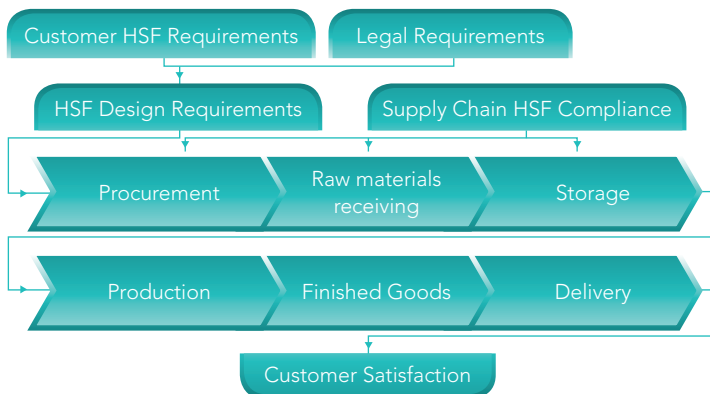 Customer HSF Requirements
Legal Requirements
HSF Design Requirements
Supply Chain HSF Compliance
Procurement
Raw materials
receiving
Storage
Production
Finished Goods
Delivery
Customer Satisfaction